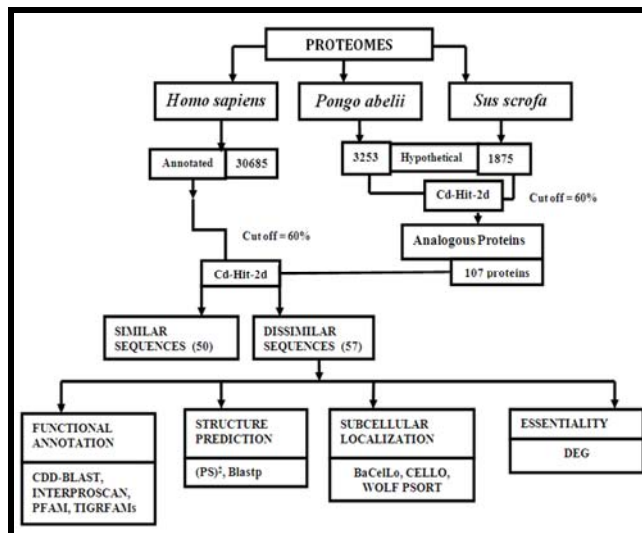 PROTEOMES
Homo sapiens
Pongo abelii
Sus scrofa
Annotated 30685
3253 Hypothetical 1875
Cd-Hit-2d
Cut off = 60%
Cut off = 60%
Analogous Proteins
107 proteins
Cd-Hit-2d
SIMILAR
SEQUENCES (50)
DISSIMILAR
SEQUENCES (57)
FUNCTIONAL
ANNOTATION
CDD-BLAST,
INTERPROSCAN,
PFAM, TIGRFAMs
STRUCTURE
PREDICTION
(PS)², Blastp
SUBCELLULAR
LOCALIZATION
BaCelLo, CELLO,
WOLF PSORT
ESSENTIALITY
DEG